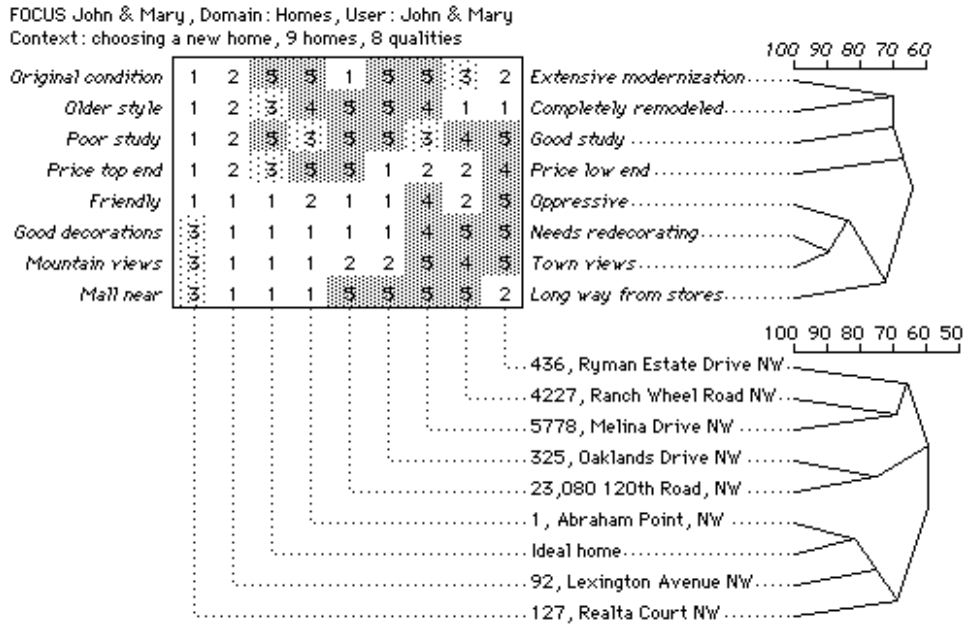 FOCUS John & Mary, Domain: Homes, User: John & Mary
Context: choosing a new home, 9 homes, 8 qualities
100 90 80 70 60
Original condition 1 2 5 5 1 5 5 3 2 Extensive modernization
Older style 1 2 3 4 5 5 4 1 1 Completely remodeled
Poor study 1 2 5 3 5 5 3 4 5 Good study
Price top end 1 2 3 5 5 1 2 2 4 Price low end
Friendly 1 1 1 2 1 1 4 2 5 Oppressive
Good decorations 3 1 1 1 1 1 4 5 5 Needs redecorating
Mountain views 3 1 1 1 2 2 5 4 5 Town views
Mall near 3 1 1 1 5 5 5 5 2 Long way from stores
100 90 80 70 60 50
436, Ryman Estate Drive NW
4227, Ranch Wheel Road NW
5778, Melina Drive NW
325, Oaklands Drive NW
23,080 120th Road, NW
1, Abraham Point, NW
Ideal home
92, Lexington Avenue NW
127, Realta Court NW